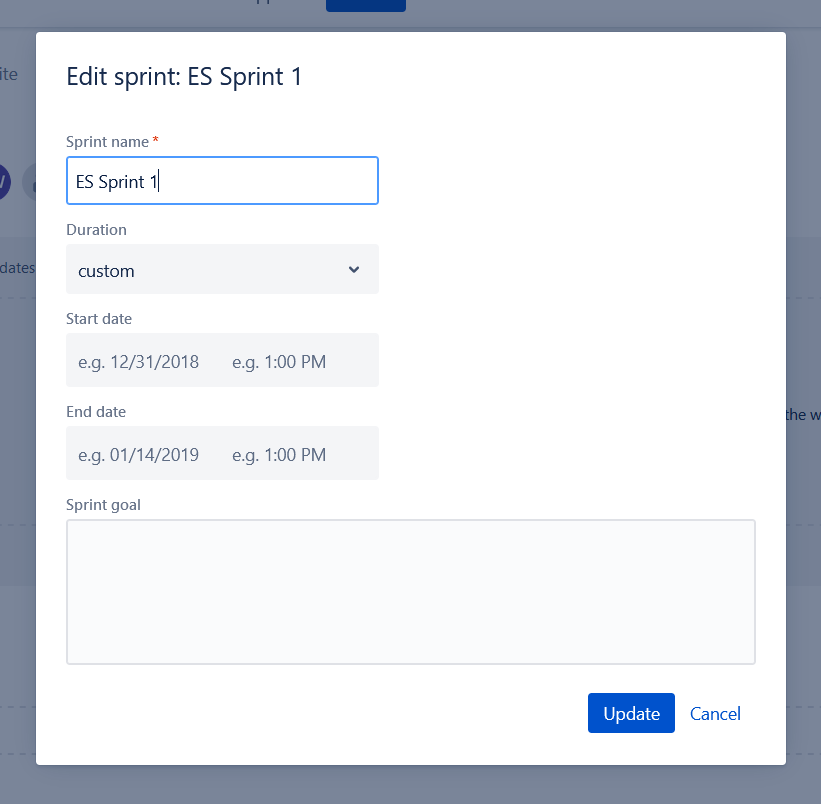 Edit sprint: ES Sprint 1
Sprint name *
ES Sprint 1
Duration
custom
Start date
e.g. 12/31/2018 e.g. 1:00 PM
End date
e.g. 01/14/2019 e.g. 1:00 PM
Sprint goal
Update Cancel
dates
the w